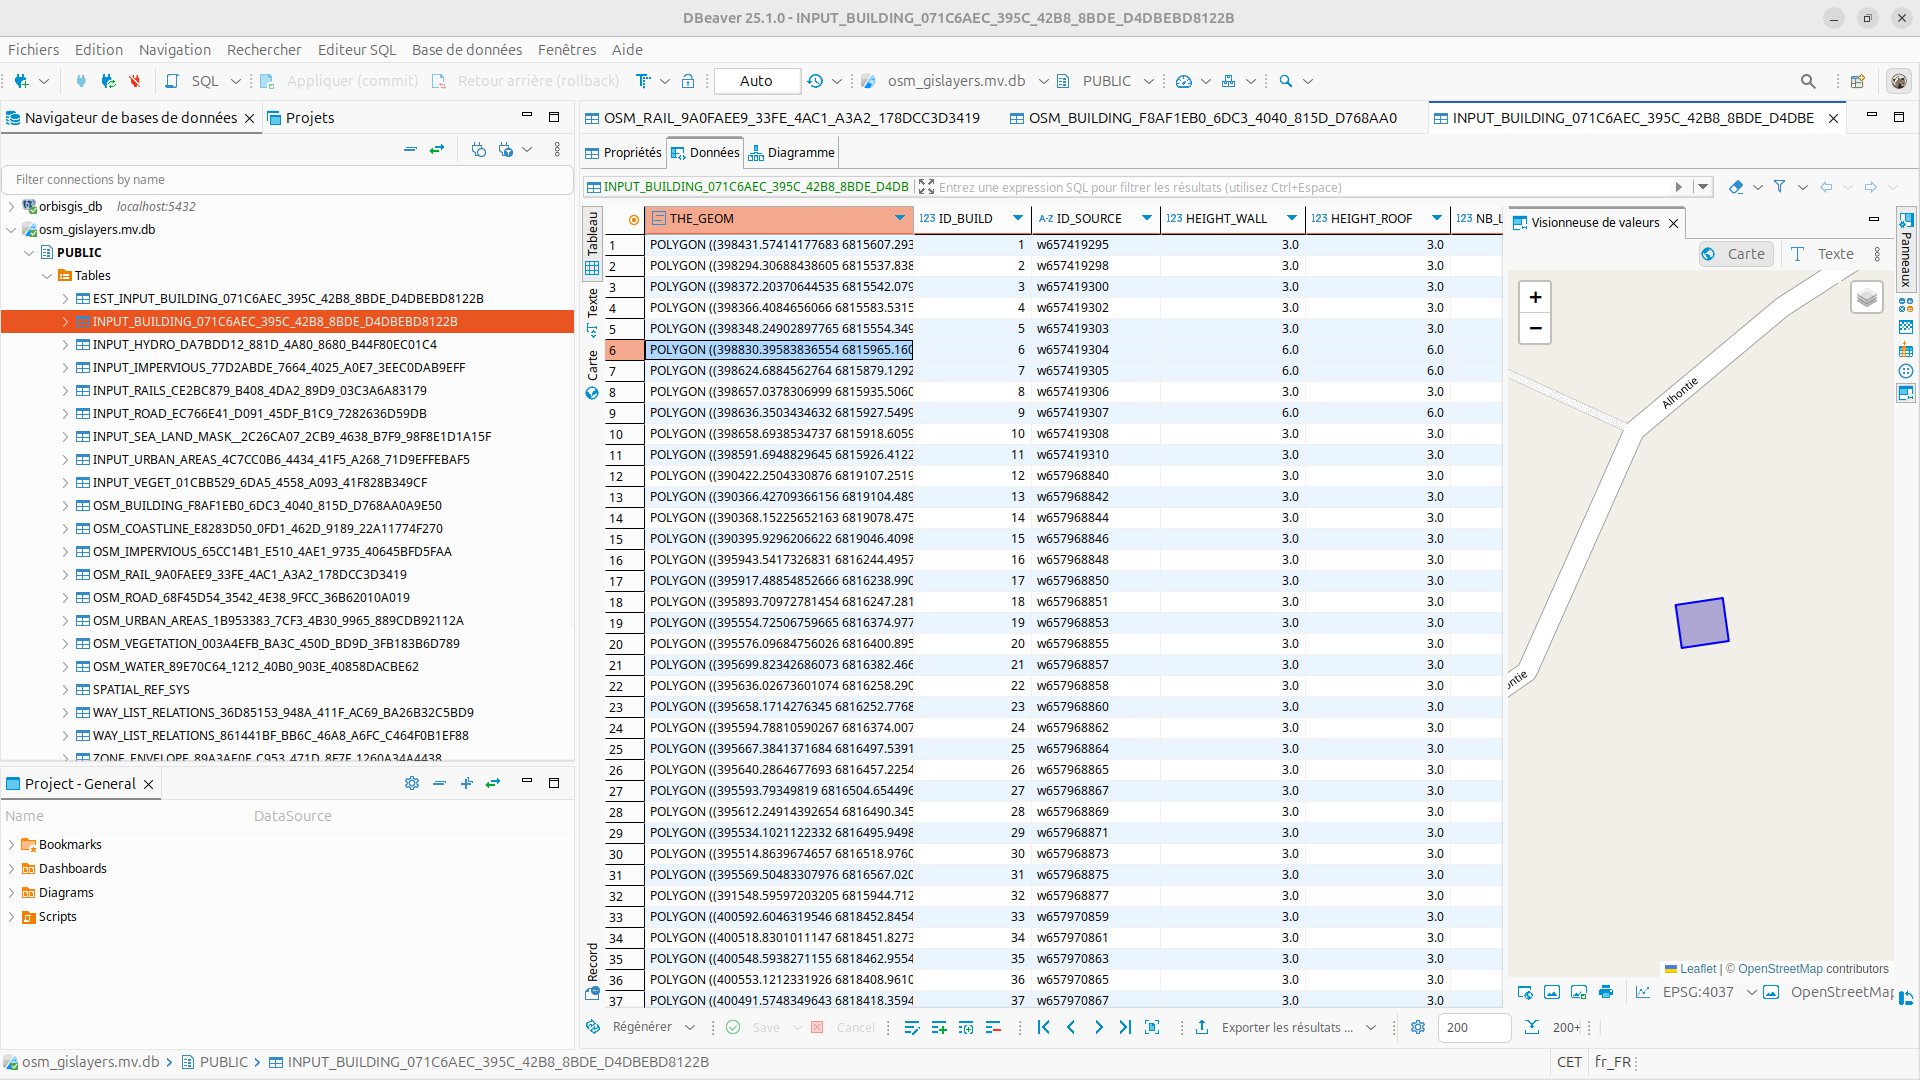 DBeaver 25.1.0 - INPUT_BUILDING_071C6AEC_395C_42B8_8BDE_D4DBEBD8122B
Fichiers Edition Navigation Rechercher Editeur SQL Base de données Fenêtres Aide
SQL Appliquer (commit) Retour arrière (rollback) Auto osm_gislayers.mv.db PUBLIC
Navigateur de bases de données Projets
Filter connections by name
orbisgis_db localhost:5432
osm_gislayers.mv.db
PUBLIC
Tables
EST_INPUT_BUILDING_071C6AEC_395C_42B8_8BDE_D4DBEBD8122B
INPUT_BUILDING_071C6AEC_395C_42B8_8BDE_D4DBEBD8122B
INPUT_HYDRO_DA7BDD12_881D_4A80_8680_B44F80EC01C4
INPUT_IMPERVIOUS_77D2ABDE_7664_4025_A0E7_3EEC0DAB9EFF
INPUT_RAILS_CE2BC879_B408_4DA2_89D9_03C3A6A83179
INPUT_ROAD_EC766E41_D091_45DF_B1C9_7282636D59DB
INPUT_SEA_LAND_MASK__2C26CA07_2CB9_4638_B7F9_98F8E1D1A15F
INPUT_URBAN_AREAS_4C7CC0B6_4434_41F5_A268_71D9EFFEBAF5
INPUT_VEGET_01CBB529_6DA5_4558_A093_41F828B349CF
OSM_BUILDING_F8AF1EB0_6DC3_4040_815D_D768AA0A9E50
OSM_COASTLINE_E8283D50_0FD1_462D_9189_22A11774F270
OSM_IMPERVIOUS_65CC14B1_E510_4AE1_9735_40645BFD5FAA
OSM_RAIL_9A0FAEE9_33FE_4AC1_A3A2_178DCC3D3419
OSM_ROAD_68F45D54_3542_4E38_9FCC_36B62010A019
OSM_URBAN_AREAS_1B953383_7CF3_4B30_9965_889CDB92112A
OSM_VEGETATION_003A4EFB_BA3C_450D_BD9D_3FB183B6D789
OSM_WATER_89E70C64_1212_40B0_903E_40858DACBE62
SPATIAL_REF_SYS
WAY_LIST_RELATIONS_36D85153_948A_411F_AC69_BA26B32C5BD9
WAY_LIST_RELATIONS_861441BF_BB6C_46A8_A6FC_C464F0B1EF88
ZONE_ENVELOPE_89A3AE0F_C953_471D_8F7F_1260A34A4438
Project - General
Name DataSource
Bookmarks
Dashboards
Diagrams
Scripts
OSM_RAIL_9A0FAEE9_33FE_4AC1_A3A2_178DCC3D3419 OSM_BUILDING_F8AF1EB0_6DC3_4040_815D_D768AA0 INPUT_BUILDING_071C6AEC_395C_42B8_8BDE_D4DBE
Propriétés Données Diagramme
INPUT_BUILDING_071C6AEC_395C_42B8_8BDE_D4DB Entrez une expression SQL pour filtrer les résultats (utilisez Ctrl+Espace)
Tableau
Texte
Carte
Record
THE_GEOM 123 ID_BUILD A-Z ID_SOURCE 123 HEIGHT_WALL 123 HEIGHT_ROOF 123 NB_L
1 POLYGON ((398431.57414177683 6815607.293 1 w657419295 3.0 3.0
2 POLYGON ((398294.30688438605 6815537.838 2 w657419298 3.0 3.0
3 POLYGON ((398372.20370644535 6815542.079 3 w657419300 3.0 3.0
4 POLYGON ((398366.4084656066 6815583.5315 4 w657419302 3.0 3.0
5 POLYGON ((398348.24902897765 6815554.349 5 w657419303 3.0 3.0
6 POLYGON ((398830.39583836554 6815965.160 6 w657419304 6.0 6.0
7 POLYGON ((398624.6884562764 6815879.1292 7 w657419305 6.0 6.0
8 POLYGON ((398657.0378306999 6815935.5060 8 w657419306 3.0 3.0
9 POLYGON ((398636.3503434632 6815927.5499 9 w657419307 6.0 6.0
10 POLYGON ((398658.6938534737 6815918.6059 10 w657419308 3.0 3.0
11 POLYGON ((398591.6948829645 6815926.4122 11 w657419310 3.0 3.0
12 POLYGON ((390422.2504330876 6819107.2519 12 w657968840 3.0 3.0
13 POLYGON ((390366.42709366156 6819104.489 13 w657968842 3.0 3.0
14 POLYGON ((390368.15225652163 6819078.475 14 w657968844 3.0 3.0
15 POLYGON ((390395.9296206622 6819046.4098 15 w657968846 3.0 3.0
16 POLYGON ((395943.5417326831 6816244.4957 16 w657968848 3.0 3.0
17 POLYGON ((395917.48854852666 6816238.990 17 w657968850 3.0 3.0
18 POLYGON ((395893.70972781454 6816247.281 18 w657968851 3.0 3.0
19 POLYGON ((395554.72506759665 6816374.977 19 w657968853 3.0 3.0
20 POLYGON ((395576.09684756026 6816400.895 20 w657968855 3.0 3.0
21 POLYGON ((395699.82342686073 6816382.466 21 w657968857 3.0 3.0
22 POLYGON ((395636.02673601074 6816258.290 22 w657968858 3.0 3.0
23 POLYGON ((395658.1714276345 6816252.7768 23 w657968860 3.0 3.0
24 POLYGON ((395594.78810590267 6816374.007 24 w657968862 3.0 3.0
25 POLYGON ((395667.3841371684 6816497.5391 25 w657968864 3.0 3.0
26 POLYGON ((395640.2864677693 6816457.2254 26 w657968865 3.0 3.0
27 POLYGON ((395593.79349819 6816504.654496 27 w657968867 3.0 3.0
28 POLYGON ((395612.24914392654 6816490.345 28 w657968869 3.0 3.0
29 POLYGON ((395534.1021122332 6816495.9498 29 w657968871 3.0 3.0
30 POLYGON ((395514.8639674657 6816518.9760 30 w657968873 3.0 3.0
31 POLYGON ((395569.50483307976 6816567.020 31 w657968875 3.0 3.0
32 POLYGON ((391548.59597203205 6815944.712 32 w657968877 3.0 3.0
33 POLYGON ((400592.6046319546 6818452.8454 33 w657970859 3.0 3.0
34 POLYGON ((400518.8301011147 6818451.8273 34 w657970861 3.0 3.0
35 POLYGON ((400548.5938271155 6818462.9554 35 w657970863 3.0 3.0
36 POLYGON ((400553.1212331926 6818408.9610 36 w657970865 3.0 3.0
37 POLYGON ((400491.5748349643 6818418.3594 37 w657970867 3.0 3.0
Visionneuse de valeurs
Carte Texte
Panneaux
+
−
Alhontie
ontie
Leaflet | © OpenStreetMap contributors
EPSG:4037 OpenStreetMap
Régénérer Save Cancel Exporter les résultats ... 200 200+
osm_gislayers.mv.db PUBLIC INPUT_BUILDING_071C6AEC_395C_42B8_8BDE_D4DBEBD8122B
CET fr_FR